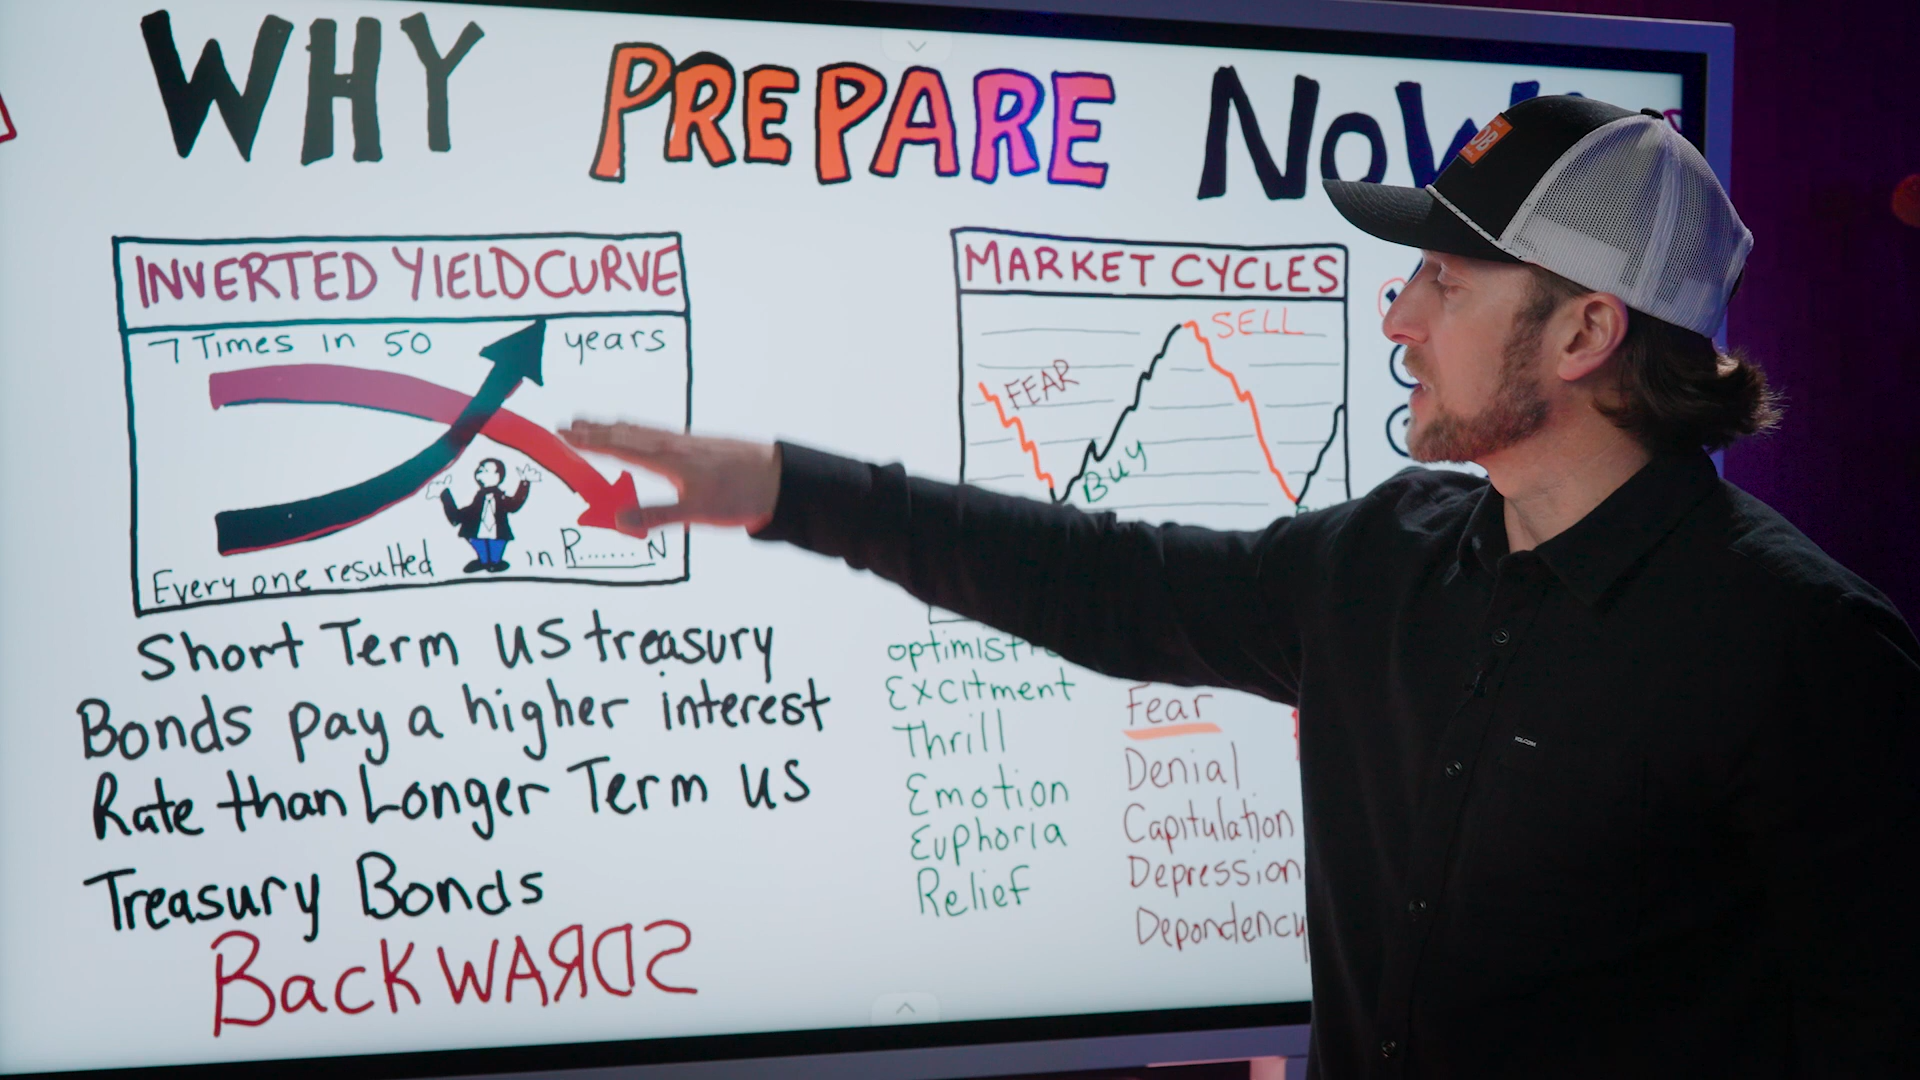 WHY PREPARE NOW
INVERTED YIELD CURVE
7 Times in 50 years
Every one resulted in R.......N
Short Term US treasury
Bonds pay a higher interest
Rate than Longer Term US
Treasury Bonds
BackWARDS
MARKET CYCLES
FEAR
BUY
SELL
Excitment
Thrill
Emotion
Euphoria
Relief
Fear
Denial
Capitulation
Depression
Dependency
OB
VOLCOM